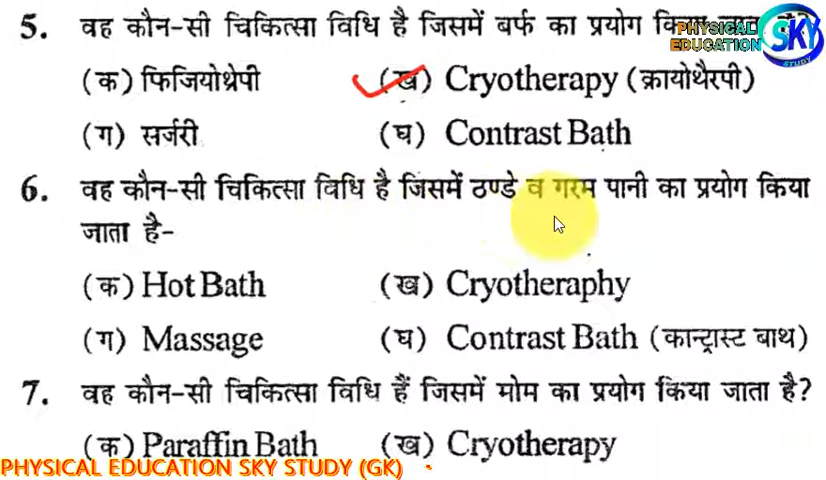 5. वह कौन-सी चिकित्सा विधि है जिसमें बर्फ का प्रयोग किया
PHYSICAL EDUCATION SKY STUDY
(क) फिजियोथ्रेपी (ख) Cryotherapy (क्रायोथैरपी)
(ग) सर्जरी (घ) Contrast Bath
6. वह कौन-सी चिकित्सा विधि है जिसमें ठण्डे व गरम पानी का प्रयोग किया
जाता है-
(क) Hot Bath (ख) Cryotheraphy
(ग) Massage (घ) Contrast Bath (कान्ट्रास्ट बाथ)
7. वह कौन-सी चिकित्सा विधि हैं जिसमें मोम का प्रयोग किया जाता है?
(क) Paraffin Bath (ख) Cryotherapy
PHYSICAL EDUCATION SKY STUDY (GK)